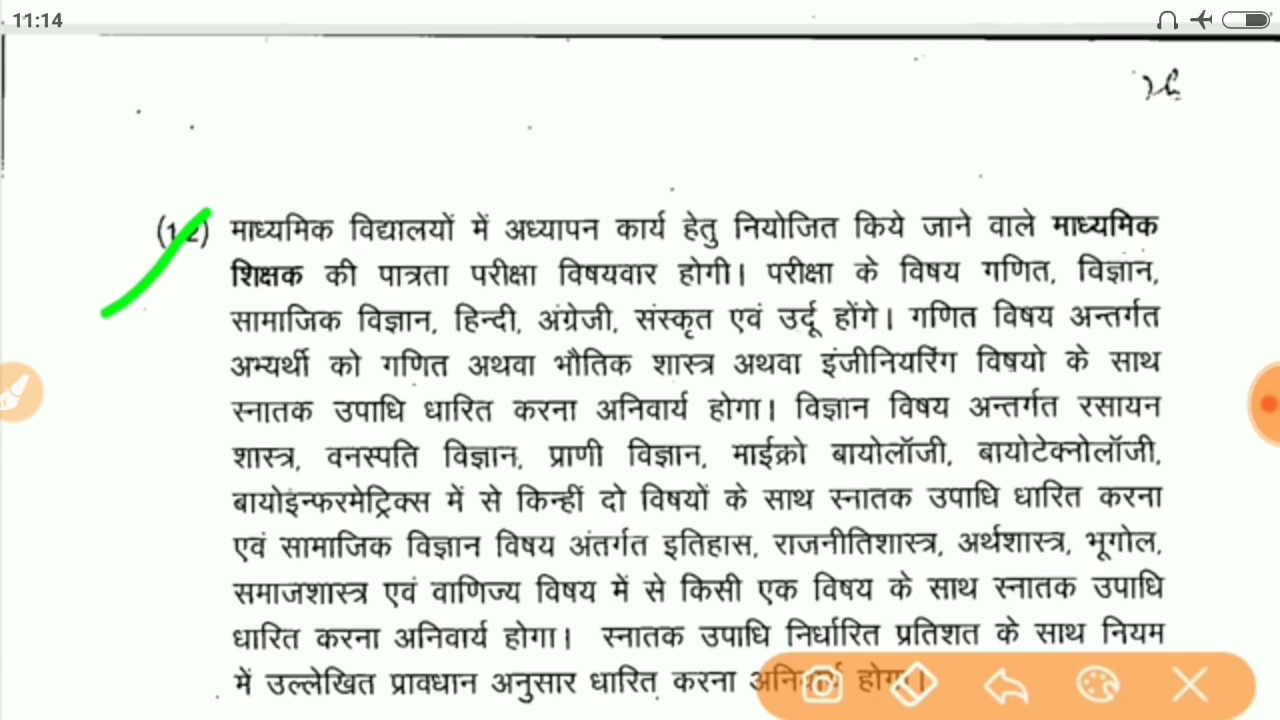 11:14
(1.2) माध्यमिक विद्यालयों में अध्यापन कार्य हेतु नियोजित किये जाने वाले माध्यमिक
शिक्षक की पात्रता परीक्षा विषयवार होगी। परीक्षा के विषय गणित, विज्ञान,
सामाजिक विज्ञान, हिन्दी, अंग्रेजी, संस्कृत एवं उर्दू होंगे। गणित विषय अन्तर्गत
अभ्यर्थी को गणित अथवा भौतिक शास्त्र अथवा इंजीनियरिंग विषयो के साथ
स्नातक उपाधि धारित करना अनिवार्य होगा। विज्ञान विषय अन्तर्गत रसायन
शास्त्र, वनस्पति विज्ञान, प्राणी विज्ञान, माईक्रो बायोलॉजी, बायोटेक्नोलॉजी,
बायोइन्फरमेट्रिक्स में से किन्हीं दो विषयों के साथ स्नातक उपाधि धारित करना
एवं सामाजिक विज्ञान विषय अंतर्गत इतिहास, राजनीतिशास्त्र, अर्थशास्त्र, भूगोल,
समाजशास्त्र एवं वाणिज्य विषय में से किसी एक विषय के साथ स्नातक उपाधि
धारित करना अनिवार्य होगा। स्नातक उपाधि निर्धारित प्रतिशत के साथ नियम
में उल्लेखित प्रावधान अनुसार धारित करना अनिवार्य होगा।